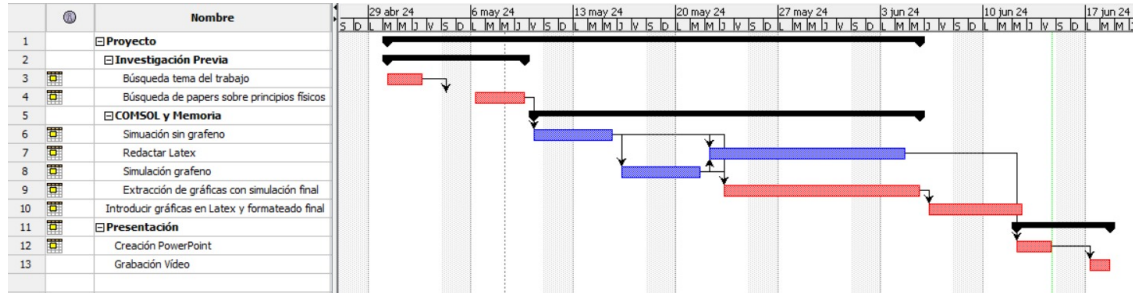 Nombre
29 abr 24 6 may 24 13 may 24 20 may 24 27 may 24 3 jun 24 10 jun 24 17 jun 24
S D L M M J V S D L M M J V S D L M M J V S D L M M J V S D L M M J V S D L M M J V S D L M M J V S D L M M J
1 Proyecto
2 Investigación Previa
3 Búsqueda tema del trabajo
4 Búsqueda de papers sobre principios físicos
5 COMSOL y Memoria
6 Simuación sin grafeno
7 Redactar Latex
8 Simulación grafeno
9 Extracción de gráficas con simulación final
10 Introducir gráficas en Latex y formateado final
11 Presentación
12 Creación PowerPoint
13 Grabación Vídeo